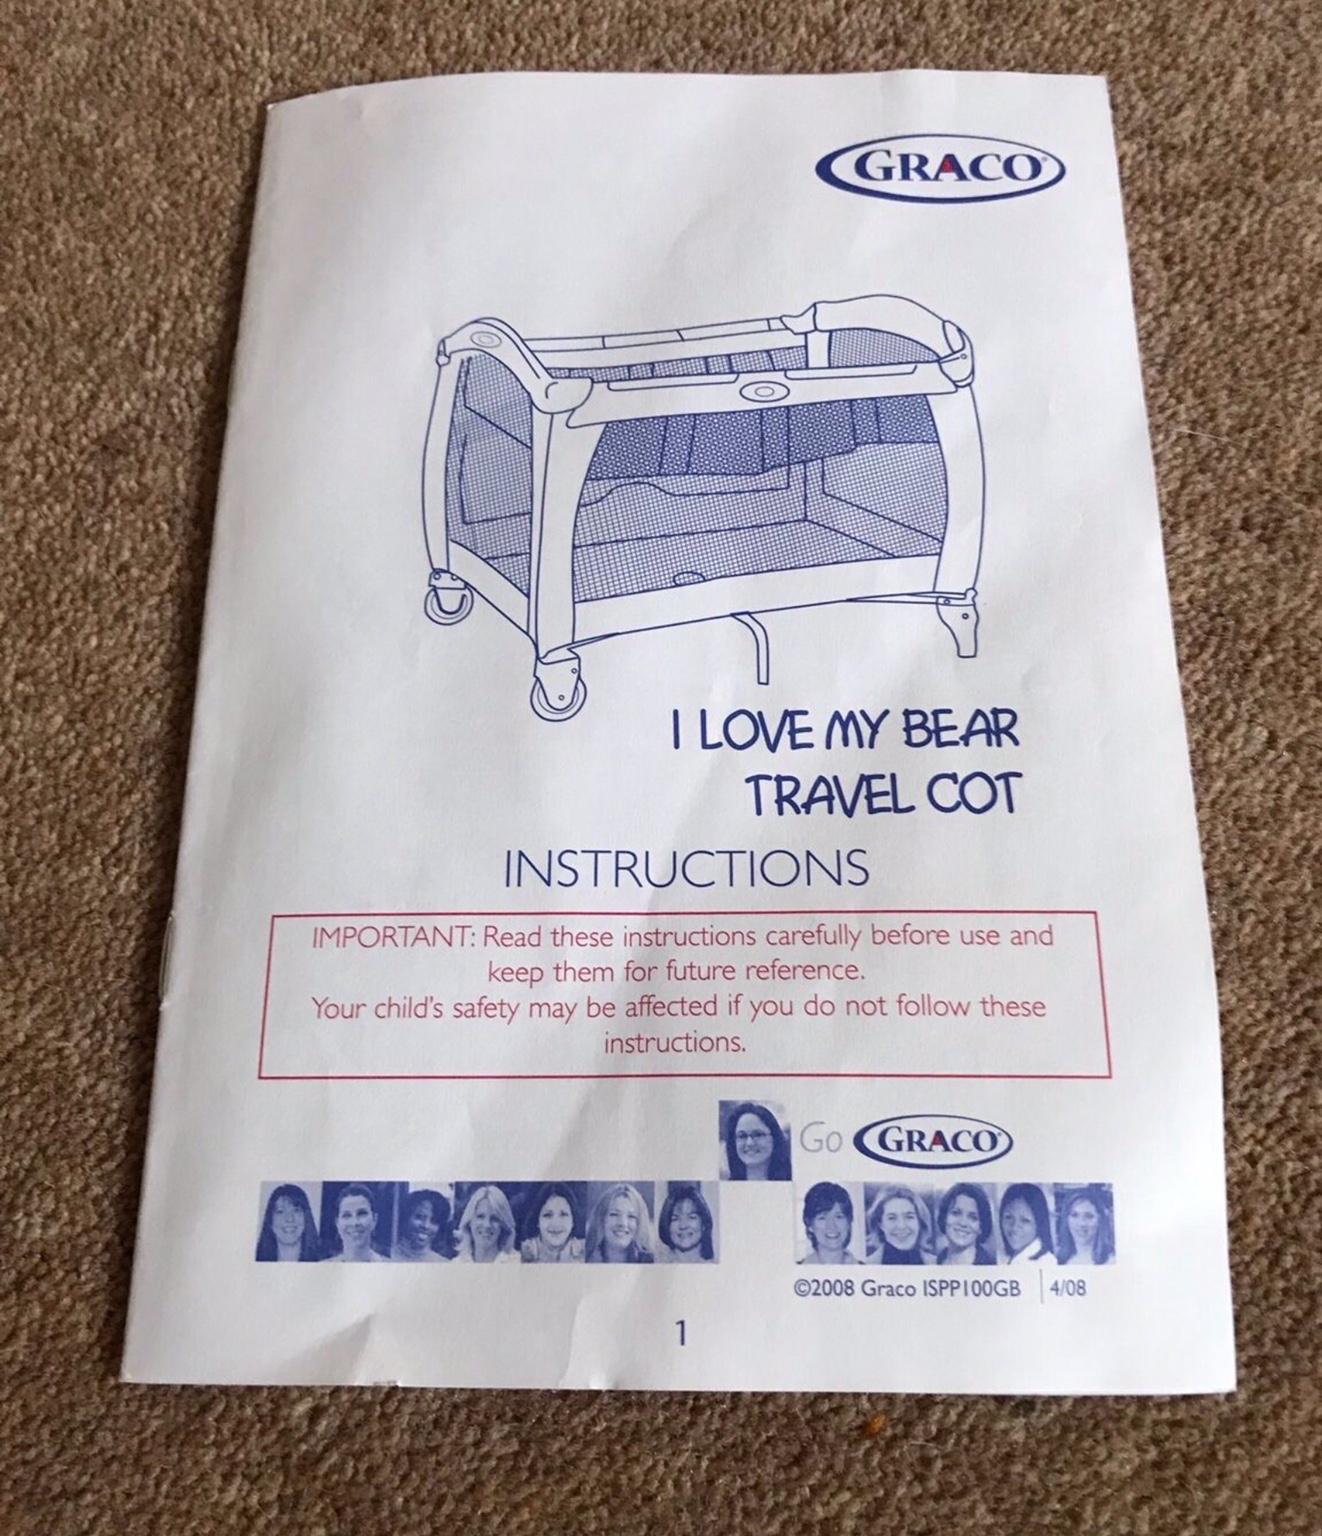 GRACO
I LOVE MY BEAR
TRAVEL COT
INSTRUCTIONS
IMPORTANT: Read these instructions carefully before use and
keep them for future reference.
Your child's safety may be affected if you do not follow these
instructions.
Go GRACO
©2008 Graco ISPP100GB | 4/08
1